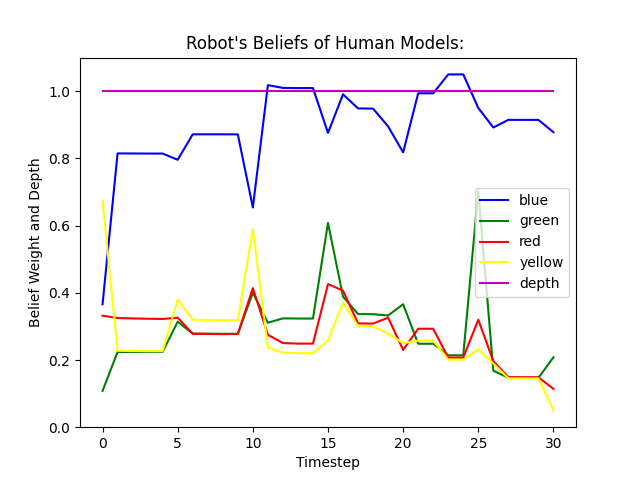 Robot's Beliefs of Human Models:
Belief Weight and Depth
1.0
0.8
0.6
0.4
0.2
0.0
0 5 10 15 20 25 30
Timestep
blue
green
red
yellow
depth